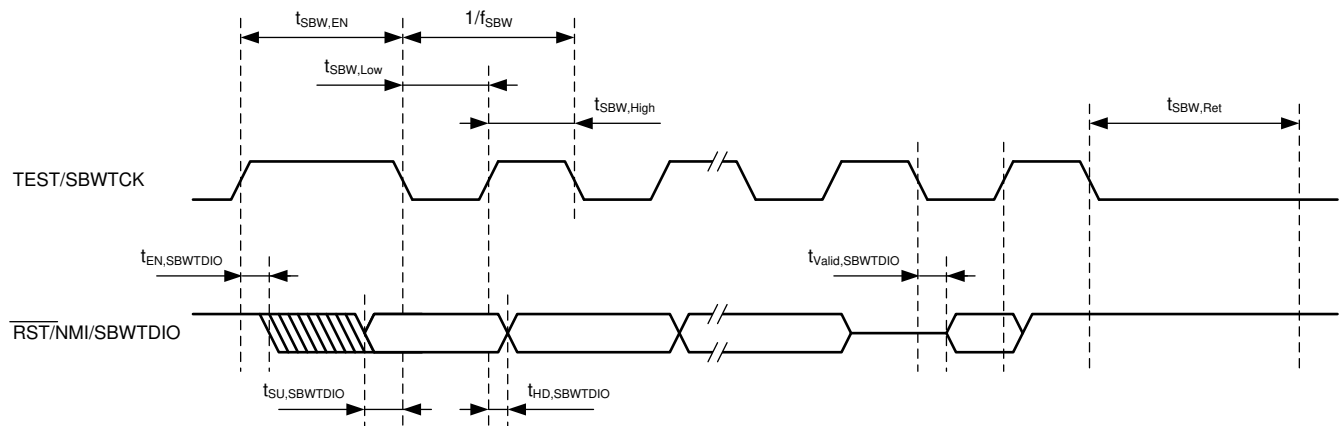 tSBW,EN
1/fSBW
tSBW,Low
tSBW,High
tSBW,Ret
TEST/SBWTCK
tEN,SBWTDIO
tValid,SBWTDIO
RST/NMI/SBWTDIO
tSU,SBWTDIO
tHD,SBWTDIO